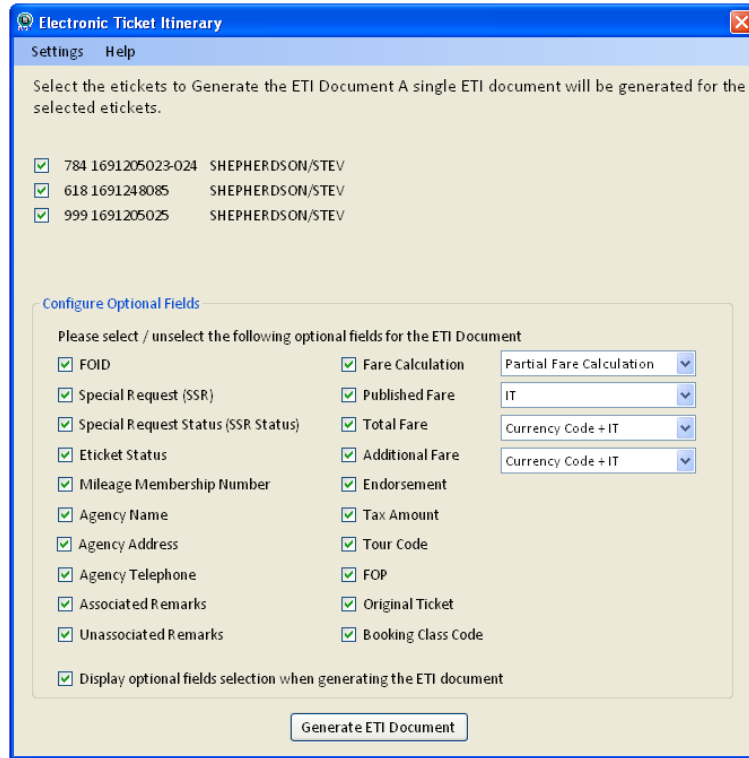 Electronic Ticket Itinerary
Settings Help
Select the etickets to Generate the ETI Document A single ETI document will be generated for the
selected etickets.
784 1691205023-024 SHEPHERDSON/STEV
618 1691248085 SHEPHERDSON/STEV
999 1691205025 SHEPHERDSON/STEV
Configure Optional Fields
Please select / unselect the following optional fields for the ETI Document
FOID Fare Calculation Partial Fare Calculation
Special Request (SSR) Published Fare IT
Special Request Status (SSR Status) Total Fare Currency Code + IT
Eticket Status Additional Fare Currency Code + IT
Mileage Membership Number Endorsement
Agency Name Tax Amount
Agency Address Tour Code
Agency Telephone FOP
Associated Remarks Original Ticket
Unassociated Remarks Booking Class Code
Display optional fields selection when generating the ETI document
Generate ETI Document